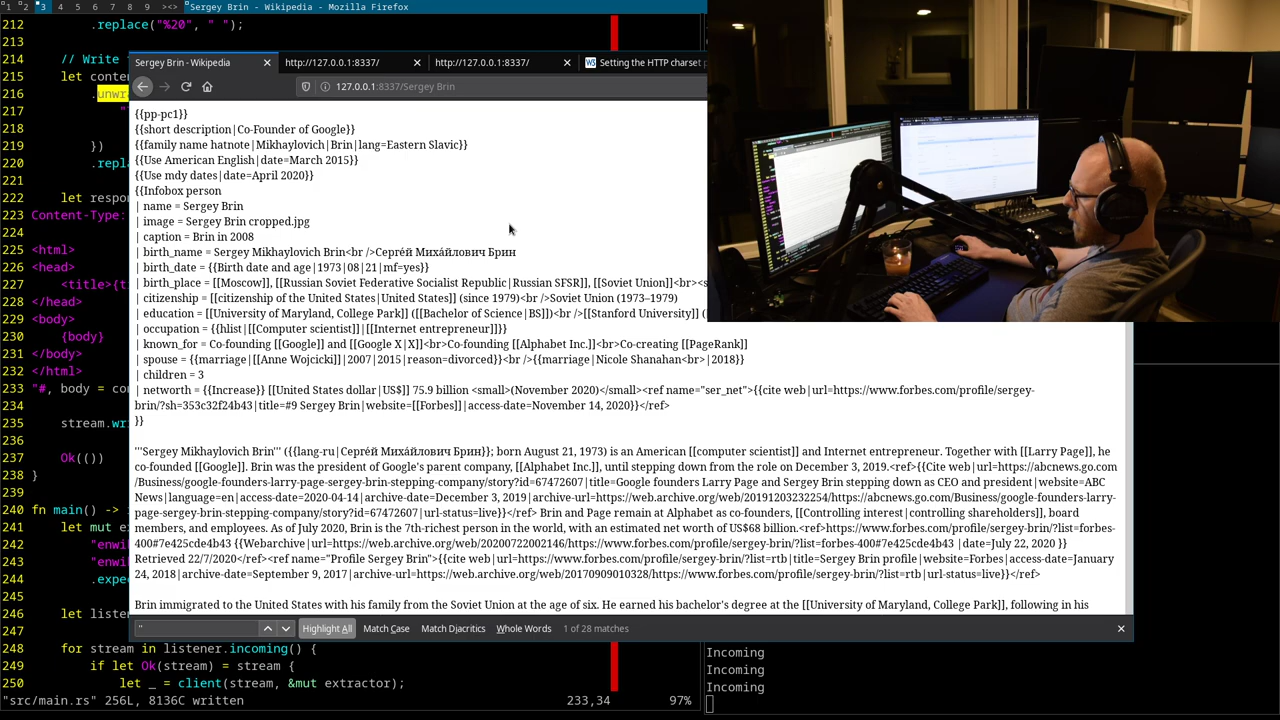 1 2 3 4 5 6 7 8 9 ><> Sergey Brin - Wikipedia - Mozilla Firefox
212 .replace("%20", " ");
213
214 // Write
215 let conte
216 .unwr
217 "
218
219 })
220 .repl
221
222 let respo
223 Content-Type:
225 <html>
226 <head>
227 <title>{ti
228 </head>
229 <body>
230 {body}
231 </body>
232 </html>
233 "#, body = con
234
235 stream.wri
236
237 Ok(())
238 }
239
240 fn main() ->
241 let mut ex
242 "enwik
243 "enwik
244 .expec
245
246 let listen
247
248 for stream in listener.incoming() {
249 if let Ok(stream) = stream {
250 let _ = client(stream, &mut extractor);
"src/main.rs" 256L, 8136C written 233,34 97%
Sergey Brin - Wikipedia
http://127.0.0.1:8337/
http://127.0.0.1:8337/
W3 Setting the HTTP charset p
127.0.0.1:8337/Sergey Brin
{{pp-pc1}}
{{short description|Co-Founder of Google}}
{{family name hatnote|Mikhaylovich|Brin|lang=Eastern Slavic}}
{{Use American English|date=March 2015}}
{{Use mdy dates|date=April 2020}}
{{Infobox person
| name = Sergey Brin
| image = Sergey Brin cropped.jpg
| caption = Brin in 2008
| birth_name = Sergey Mikhaylovich Brin<br />Серге́й Миха́йлович Брин
| birth_date = {{Birth date and age|1973|08|21|mf=yes}}
| birth_place = [[Moscow]], [[Russian Soviet Federative Socialist Republic|Russian SFSR]], [[Soviet Union]]<br><s
| citizenship = [[citizenship of the United States|United States]] (since 1979)<br />Soviet Union (1973–1979)
| education = [[University of Maryland, College Park]] ([[Bachelor of Science|BS]])<br />[[Stanford University]] (
| occupation = {{hlist|[[Computer scientist]]|[[Internet entrepreneur]]}}
| known_for = Co-founding [[Google]] and [[Google X|X]]<br>Co-founding [[Alphabet Inc.]]<br>Co-creating [[PageRank]]
| spouse = {{marriage|[[Anne Wojcicki]]|2007|2015|reason=divorced}}<br />{{marriage|Nicole Shanahan<br>|2018}}
| children = 3
| networth = {{Increase}} [[United States dollar|US$]] 75.9 billion <small>(November 2020)</small><ref name="ser_net">{{cite web|url=https://www.forbes.com/profile/sergey-
brin/?sh=353c32f24b43|title=#9 Sergey Brin|website=[[Forbes]]|access-date=November 14, 2020}}</ref>
}}
'''Sergey Mikhaylovich Brin''' ({{lang-ru|Серге́й Миха́йлович Брин}}; born August 21, 1973) is an American [[computer scientist]] and Internet entrepreneur. Together with [[Larry Page]], he
co-founded [[Google]]. Brin was the president of Google's parent company, [[Alphabet Inc.]], until stepping down from the role on December 3, 2019.<ref>{{Cite web|url=https://abcnews.go.com
/Business/google-founders-larry-page-sergey-brin-stepping-company/story?id=67472607|title=Google founders Larry Page and Sergey Brin stepping down as CEO and president|website=ABC
News|language=en|access-date=2020-04-14|archive-date=December 3, 2019|archive-url=https://web.archive.org/web/20191203232254/https://abcnews.go.com/Business/google-founders-larry-
page-sergey-brin-stepping-company/story?id=67472607|url-status=live}}</ref> Brin and Page remain at Alphabet as co-founders, [[Controlling interest|controlling shareholders]], board
members, and employees. As of July 2020, Brin is the 7th-richest person in the world, with an estimated net worth of US$68 billion.<ref>https://www.forbes.com/profile/sergey-brin/?list=forbes-
400#7e425cde4b43 {{Webarchive|url=https://web.archive.org/web/20200722002146/https://www.forbes.com/profile/sergey-brin/?list=forbes-400#7e425cde4b43 |date=July 22, 2020 }}
Retrieved 22/7/2020</ref><ref name="Profile Sergey Brin">{{cite web|url=https://www.forbes.com/profile/sergey-brin/?list=rtb|title=Sergey Brin profile|website=Forbes|access-date=January
24, 2018|archive-date=September 9, 2017|archive-url=https://web.archive.org/web/20170909010328/https://www.forbes.com/profile/sergey-brin/?list=rtb|url-status=live}}</ref>
Brin immigrated to the United States with his family from the Soviet Union at the age of six. He earned his bachelor's degree at the [[University of Maryland, College Park]], following in his
'' Highlight All Match Case Match Diacritics Whole Words 1 of 28 matches
Incoming
Incoming
Incoming